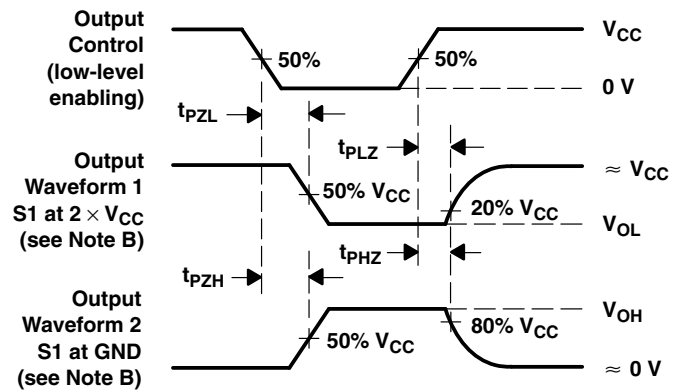 Output
Control
(low-level
enabling)
50%
50%
VCC
0 V
tPZL
tPLZ
Output
Waveform 1
S1 at 2 × VCC
(see Note B)
50% VCC
20% VCC
≈ VCC
VOL
tPZH
tPHZ
Output
Waveform 2
S1 at GND
(see Note B)
50% VCC
80% VCC
VOH
≈ 0 V